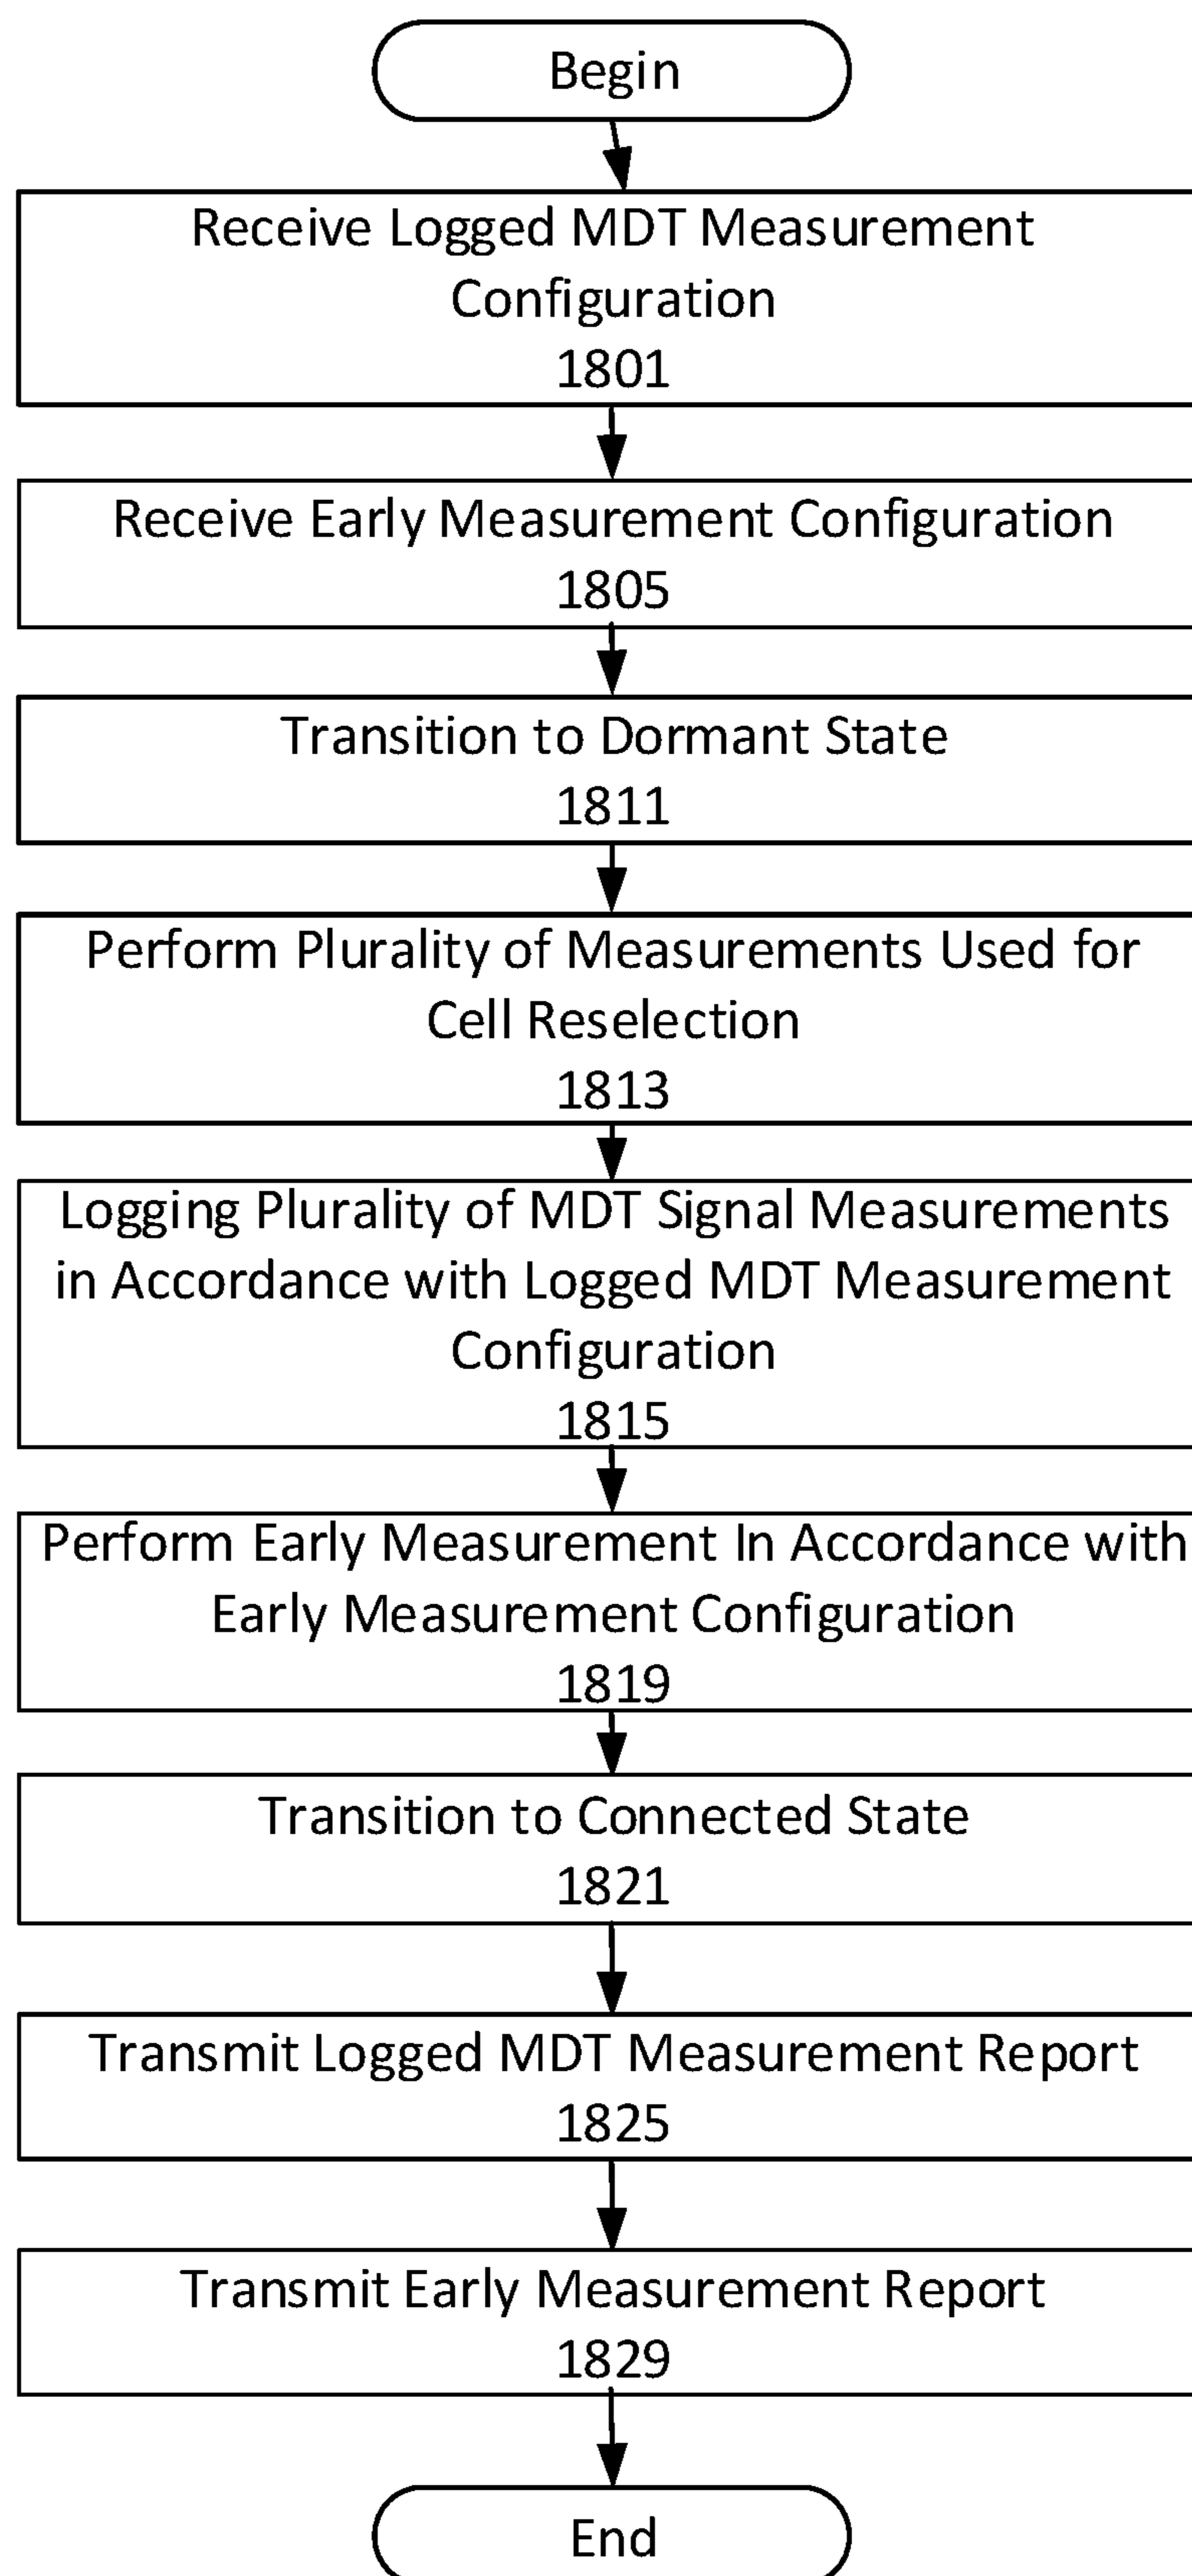 Begin
Receive Logged MDT Measurement
Configuration
1801
Receive Early Measurement Configuration
1805
Transition to Dormant State
1811
Perform Plurality of Measurements Used for
Cell Reselection
1813
Logging Plurality of MDT Signal Measurements
in Accordance with Logged MDT Measurement
Configuration
1815
Perform Early Measurement In Accordance with
Early Measurement Configuration
1819
Transition to Connected State
1821
Transmit Logged MDT Measurement Report
1825
Transmit Early Measurement Report
1829
End